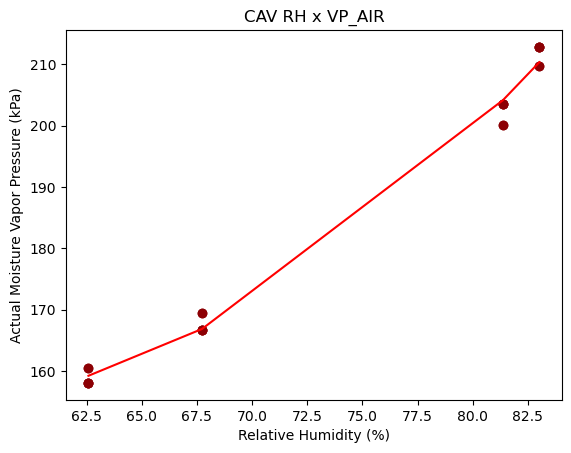 CAV RH x VP_AIR
Actual Moisture Vapor Pressure (kPa)
210
200
190
180
170
160
62.5 65.0 67.5 70.0 72.5 75.0 77.5 80.0 82.5
Relative Humidity (%)